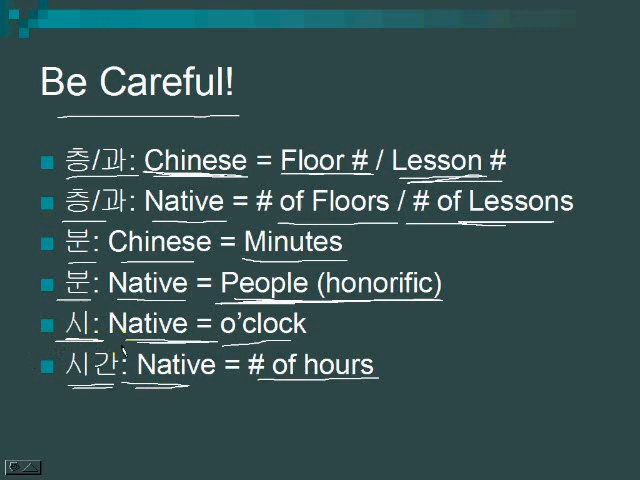 Be Careful!
층/과: Chinese = Floor # / Lesson #
층/과: Native = # of Floors / # of Lessons
분: Chinese = Minutes
분: Native = People (honorific)
시: Native = o'clock
시간: Native = # of hours